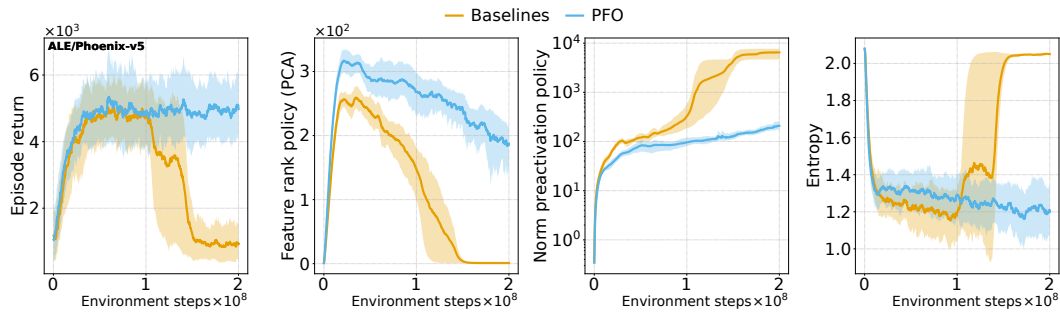 Baselines PFO
×10³
ALE/Phoenix-v5
6
4
2
Episode return
0 1 2
Environment steps×10⁸
×10²
3
2
1
0
Feature rank policy (PCA)
0 1 2
Environment steps×10⁸
10⁴
10³
10²
10¹
10⁰
Norm preactivation policy
0 1 2
Environment steps×10⁸
2.0
1.8
1.6
1.4
1.2
1.0
Entropy
0 1 2
Environment steps×10⁸